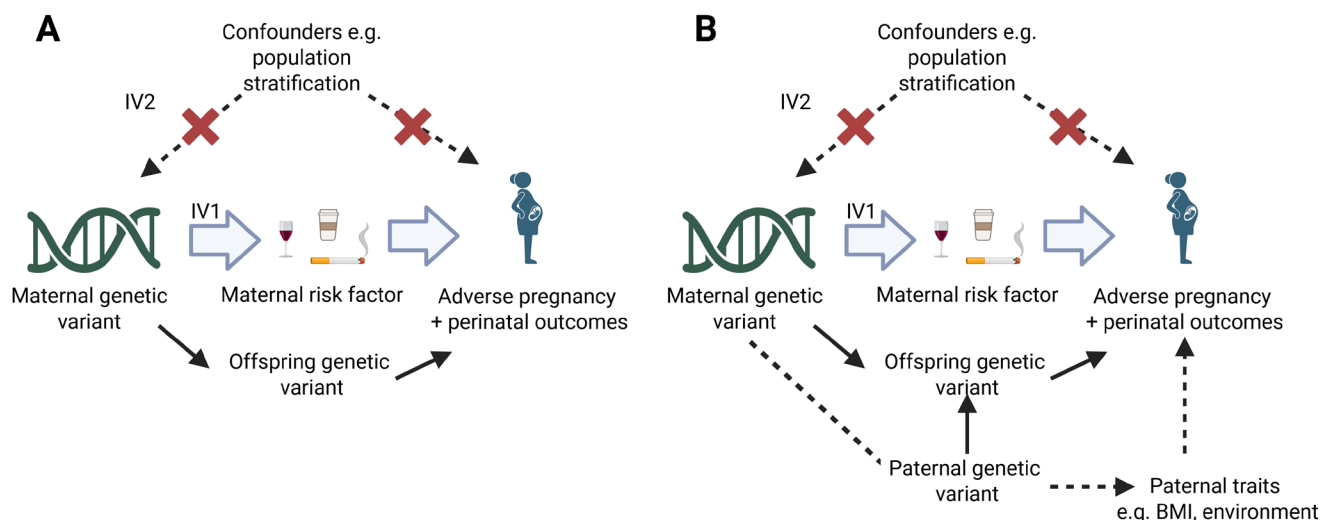 A
Confounders e.g.
population
stratification
IV2
IV1
Maternal genetic
variant
Maternal risk factor
Adverse pregnancy
+ perinatal outcomes
Offspring genetic
variant
B
Confounders e.g.
population
stratification
IV2
IV1
Maternal genetic
variant
Maternal risk factor
Adverse pregnancy
+ perinatal outcomes
Offspring genetic
variant
Paternal genetic
variant
Paternal traits
e.g. BMI, environment